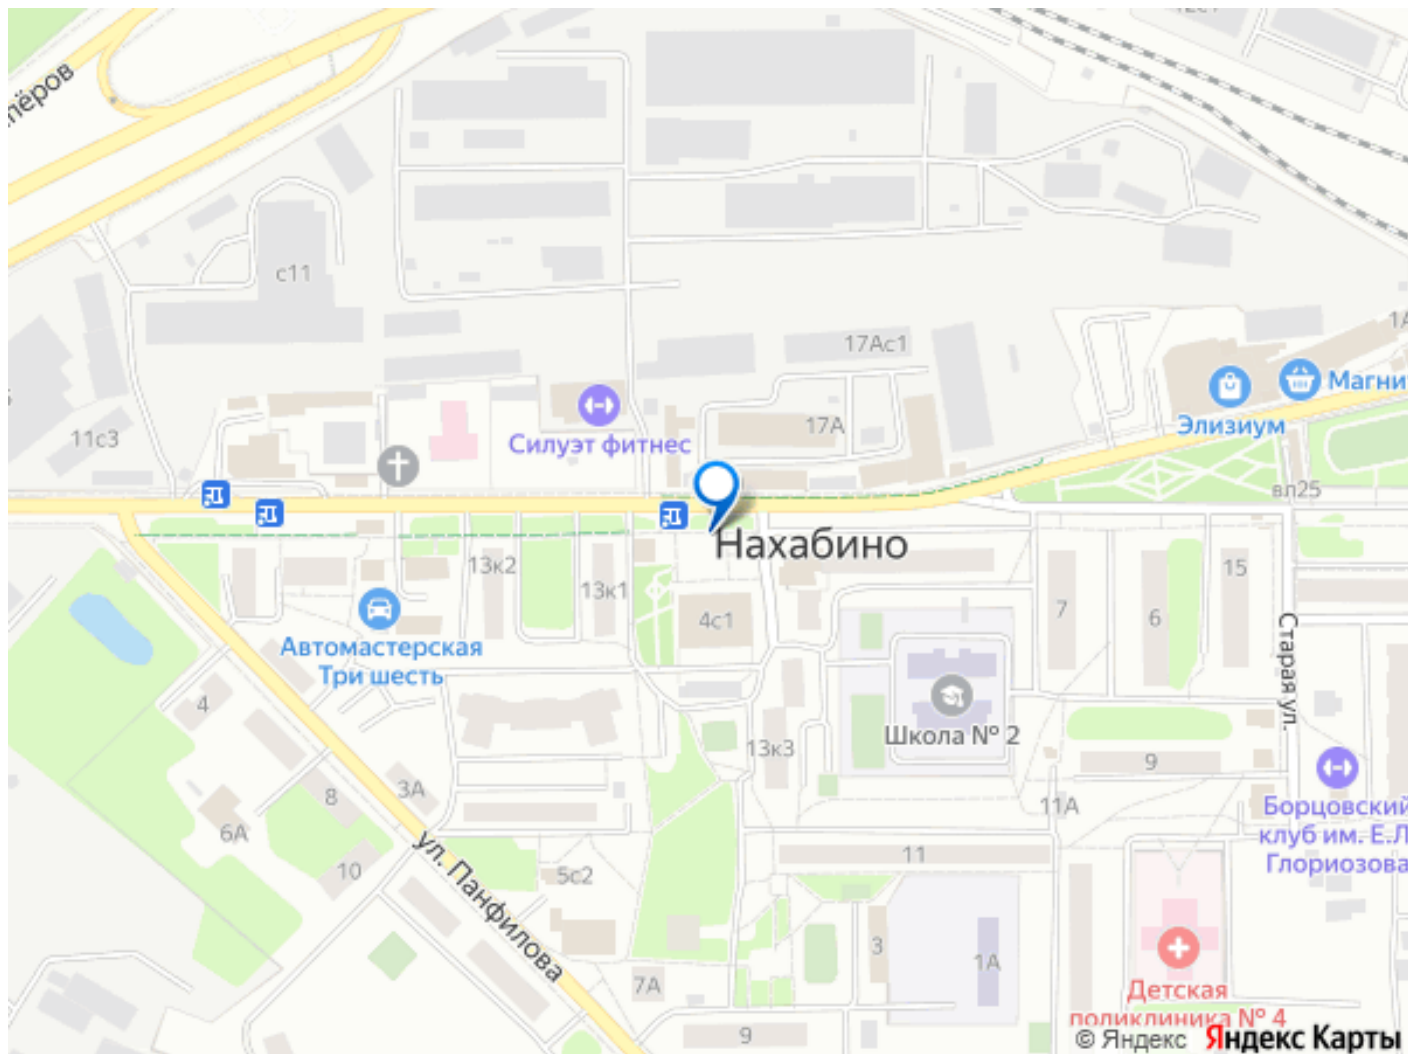 с11
17Ас1
1А
Магни
Элизиум
11с3
Силуэт фитнес
17А
вл25
Нахабино
13к2
13к1
4с1
7
6
15
Автомастерская
Три шесть
Старая ул.
4
Школа № 2
13к3
9
8
3А
11А
6А
Борцовский
клуб им. Е.Л
Глориозова
ул. Панфилова
11
10
5с2
3
1А
7А
Детская
поликлиника № 4
9
© Яндекс
Яндекс Карты